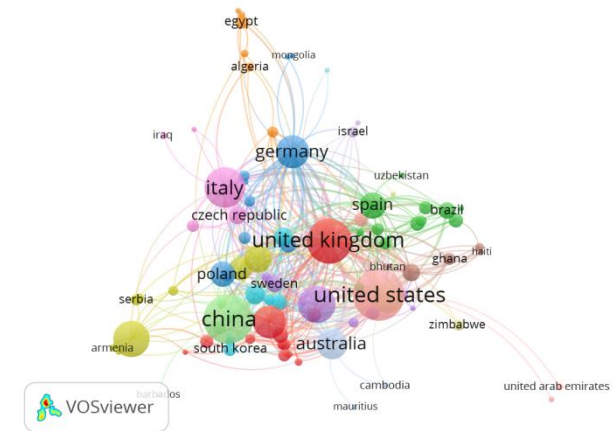 egypt
mongolia
algeria
iraq
israel
germany
uzbekistan
italy
spain
czech republic
brazil
united kingdom
ghana
haiti
bhutan
poland
sweden
united states
serbia
china
zimbabwe
australia
armenia
south korea
cambodia
united arab emirates
barbados
mauritius
VOSviewer